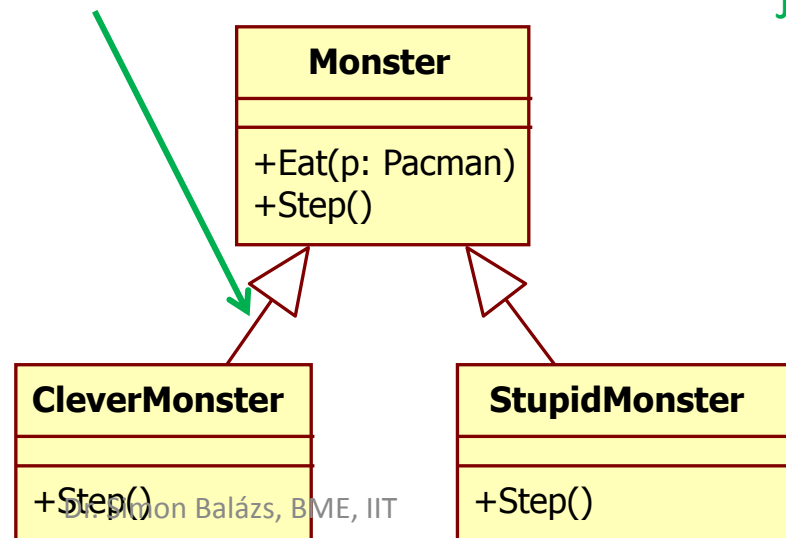 J
Monster
+Eat(p: Pacman)
+Step()
CleverMonster
StupidMonster
+Step()
Dr. Simon Balázs, BME, IIT
+Step()